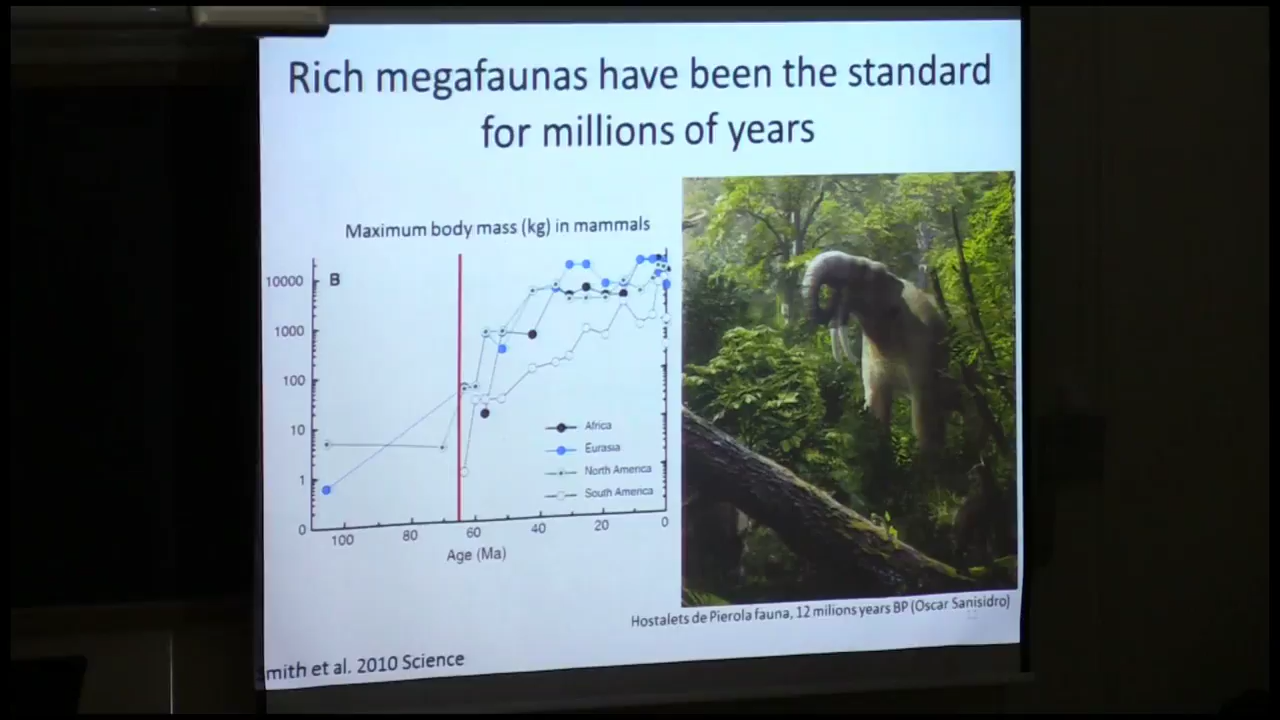 Rich megafaunas have been the standard
for millions of years
Maximum body mass (kg) in mammals
B
10000
1000
100
10
1
0
100
80
60
40
20
0
Age (Ma)
Africa
Eurasia
North America
South America
Hostalets de Pierola fauna, 12 milions years BP (Oscar Sanisidro)
mith et al. 2010 Science